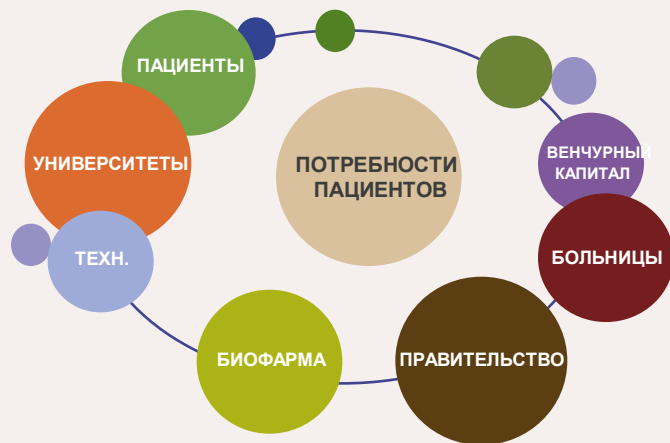 ПАЦИЕНТЫ
УНИВЕРСИТЕТЫ
ПОТРЕБНОСТИ
ПАЦИЕНТОВ
ВЕНЧУРНЫЙ
КАПИТАЛ
ТЕХН.
БОЛЬНИЦЫ
БИОФАРМА
ПРАВИТЕЛЬСТВО